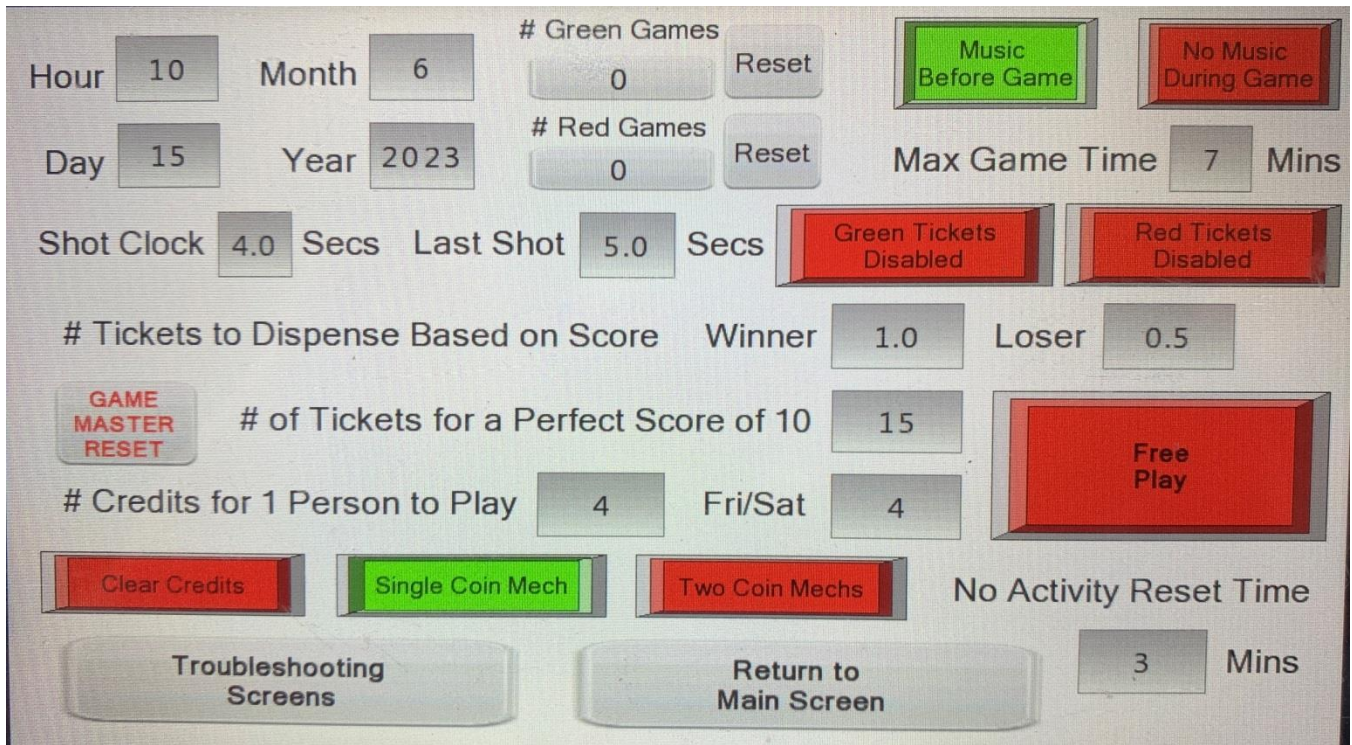 Hour 10 Month 6
# Green Games
0
Reset
Music
Before Game
No Music
During Game
Day 15 Year 2023
# Red Games
0
Reset
Max Game Time 7 Mins
Shot Clock 4.0 Secs Last Shot 5.0 Secs
Green Tickets
Disabled
Red Tickets
Disabled
# Tickets to Dispense Based on Score Winner 1.0 Loser 0.5
GAME
MASTER
RESET
# of Tickets for a Perfect Score of 10 15
Free
Play
# Credits for 1 Person to Play 4 Fri/Sat 4
Clear Credits
Single Coin Mech
Two Coin Mechs
No Activity Reset Time
3 Mins
Troubleshooting
Screens
Return to
Main Screen